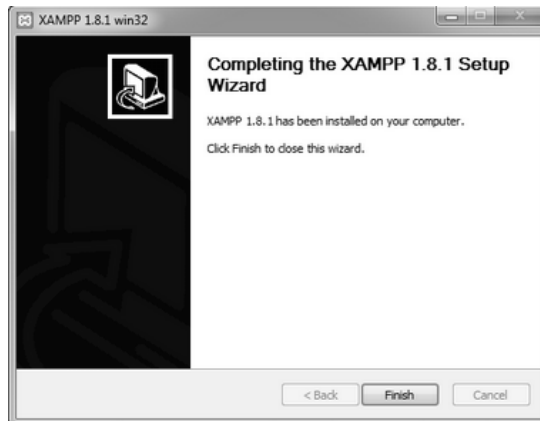 XAMPP 1.8.1 win32
Completing the XAMPP 1.8.1 Setup
Wizard
XAMPP 1.8.1 has been installed on your computer.
Click Finish to close this wizard.
< Back
Finish
Cancel